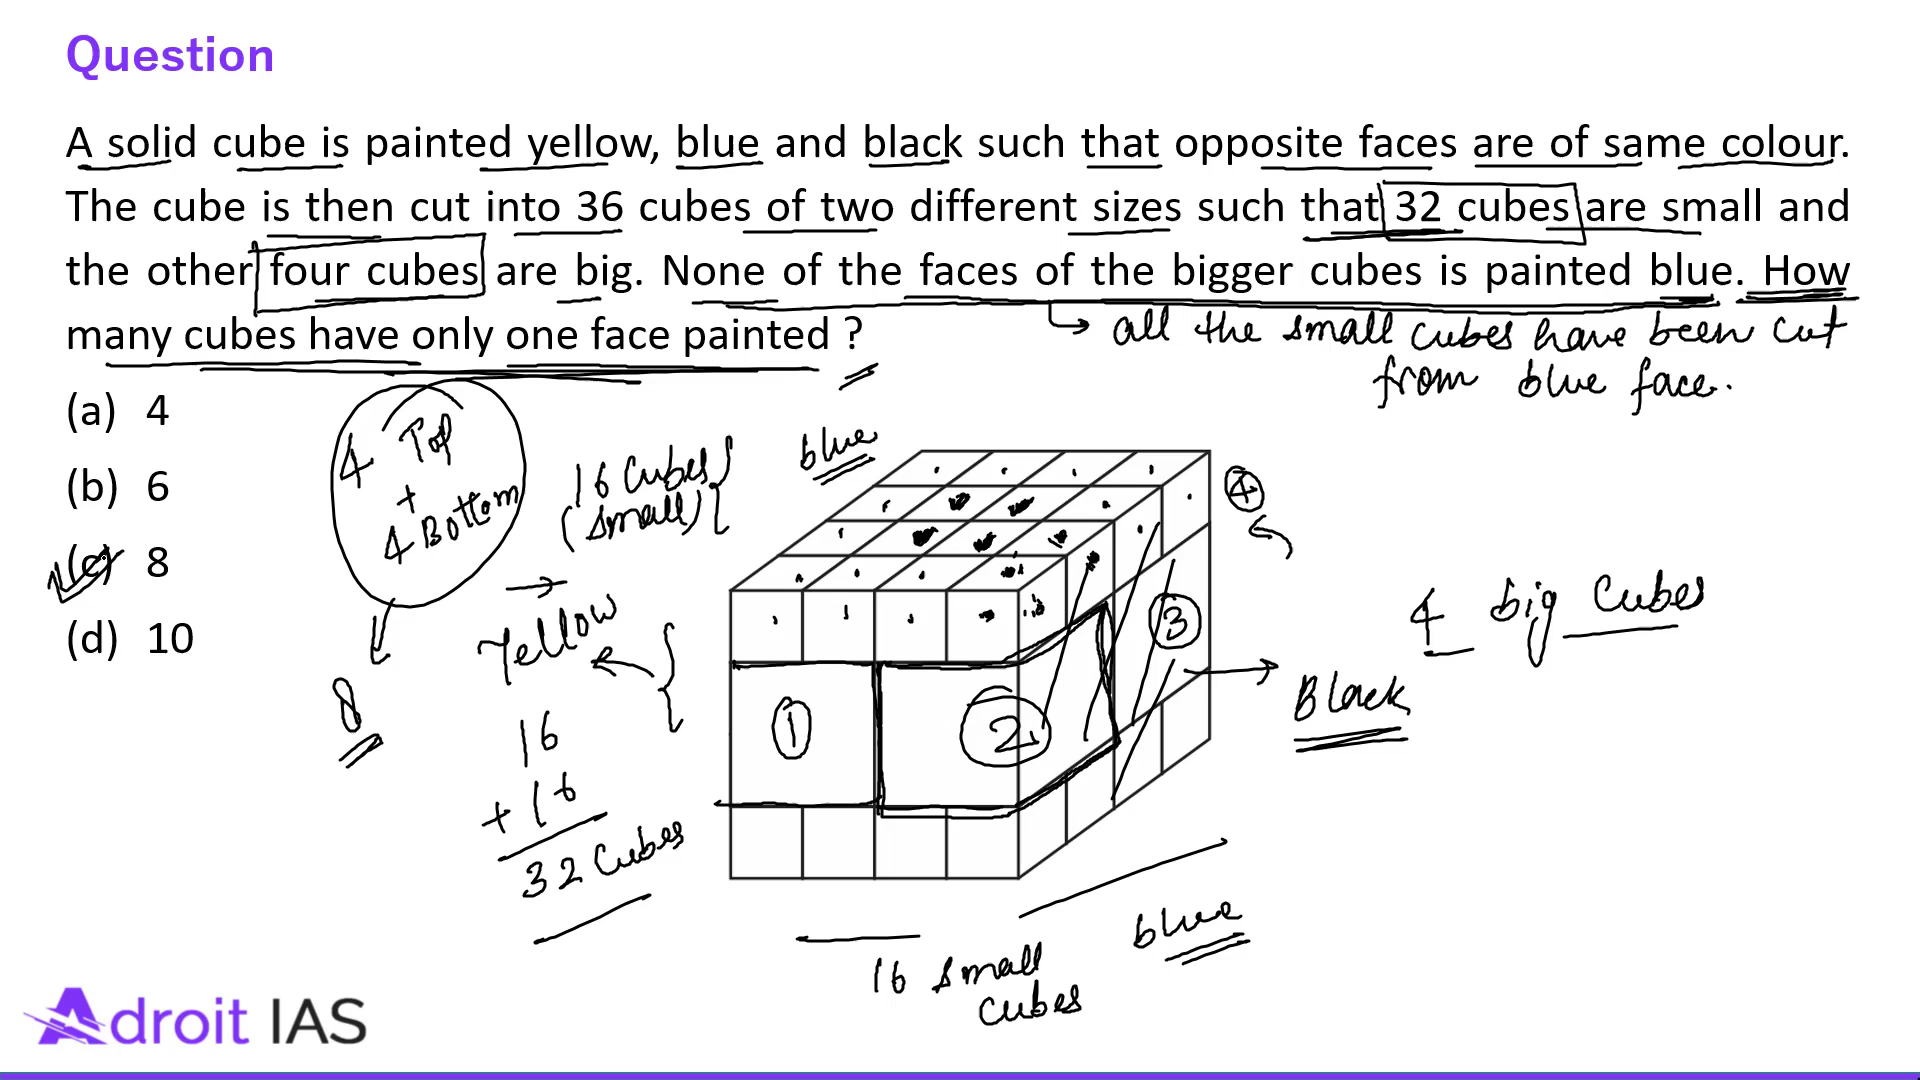 Question
A solid cube is painted yellow, blue and black such that opposite faces are of same colour.
The cube is then cut into 36 cubes of two different sizes such that 32 cubes are small and
the other four cubes are big. None of the faces of the bigger cubes is painted blue. How
many cubes have only one face painted ?
all the small cubes have been cut
from blue face.
(a) 4
(b) 6
(c) 8
(d) 10
4 Top
+
4 Bottom
8
16 Cubes
(small)
blue
Yellow
16
+ 16
32 Cubes
1
2
3
4
4 big Cubes
Black
blue
16 small
cubes
Adroit IAS